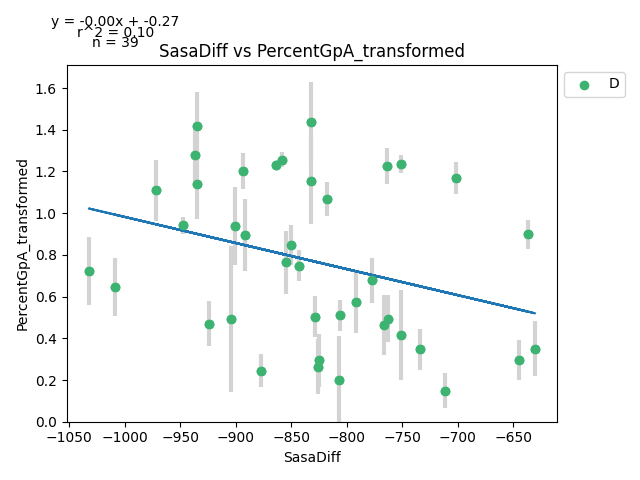 y = -0.00x + -0.27
r^2 = 0.10
n = 39
SasaDiff vs PercentGpA_transformed
D
PercentGpA_transformed
1.6
1.4
1.2
1.0
0.8
0.6
0.4
0.2
0.0
−1050 −1000 −950 −900 −850 −800 −750 −700 −650
SasaDiff